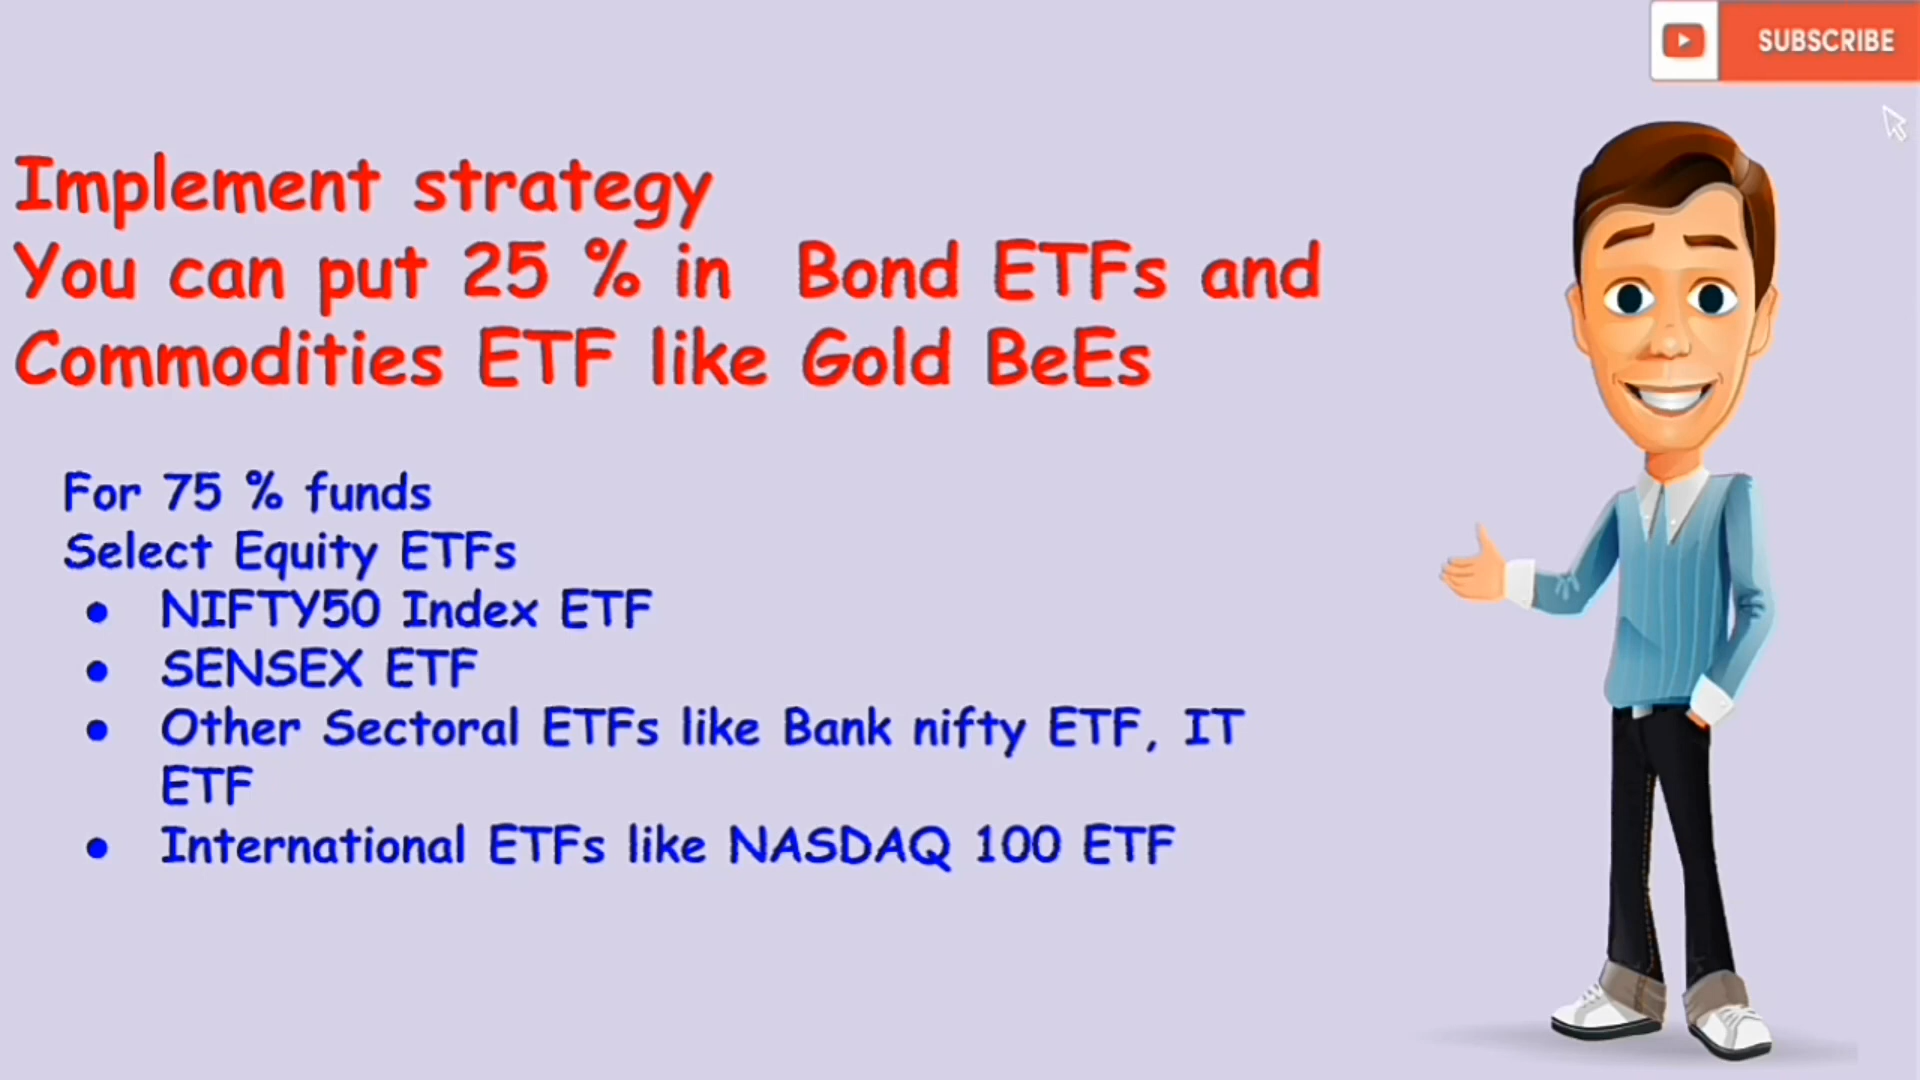 SUBSCRIBE
Implement strategy
You can put 25 % in Bond ETFs and
Commodities ETF like Gold BeEs
For 75 % funds
Select Equity ETFs
● NIFTY50 Index ETF
● SENSEX ETF
● Other Sectoral ETFs like Bank nifty ETF, IT
ETF
● International ETFs like NASDAQ 100 ETF